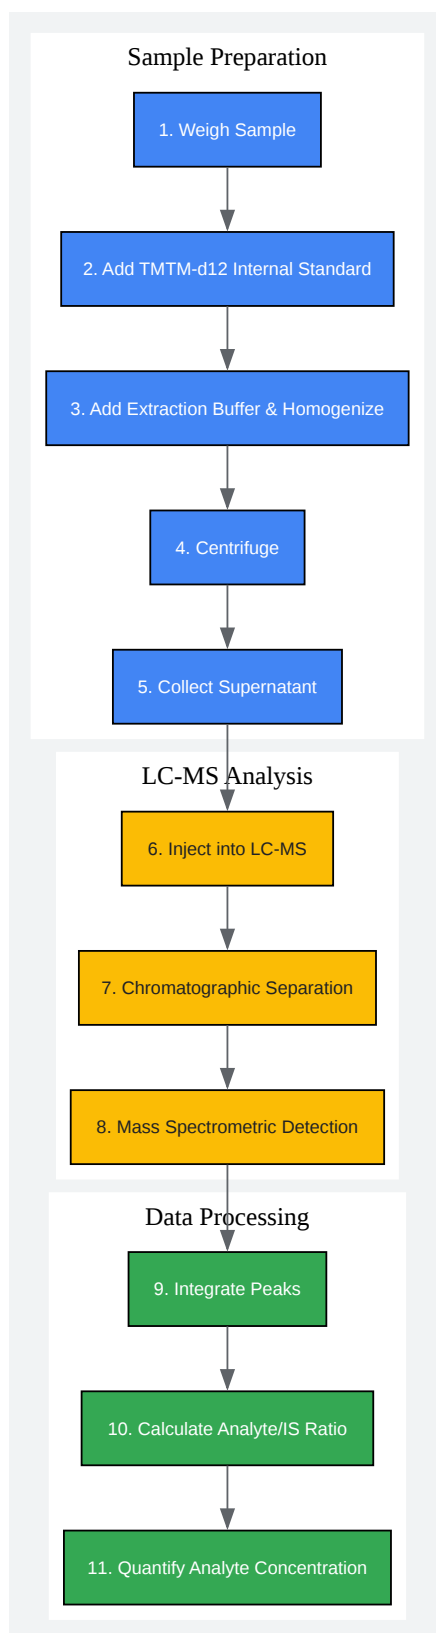 Sample Preparation
1. Weigh Sample
2. Add TMTM-d12 Internal Standard
3. Add Extraction Buffer & Homogenize
4. Centrifuge
5. Collect Supernatant
LC-MS Analysis
6. Inject into LC-MS
7. Chromatographic Separation
8. Mass Spectrometric Detection
Data Processing
9. Integrate Peaks
10. Calculate Analyte/IS Ratio
11. Quantify Analyte Concentration